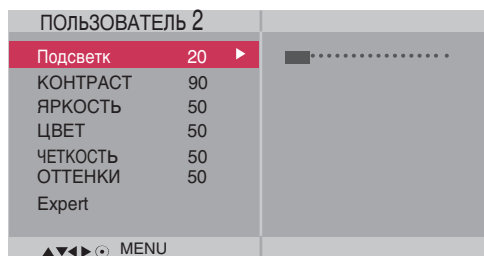 ПОЛЬЗОВАТЕЛЬ 2
Подсветк 20
КОНТРАСТ 90
ЯРКОСТЬ 50
ЦВЕТ 50
ЧЕТКОСТЬ 50
ОТТЕНКИ 50
Expert
MENU